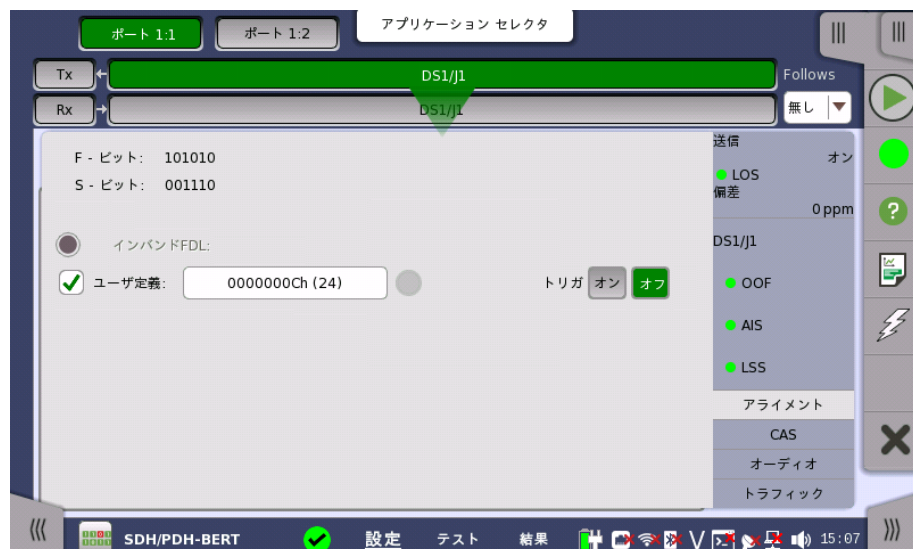 アプリケーション セレクタ
ポート 1:1
ポート 1:2
Tx
DS1/J1
Follows
Rx
DS1/J1
無し
F - ビット: 101010
S - ビット: 001110
インバンドFDL:
ユーザ定義: 0000000Ch (24)
トリガ オン オフ
送信
オン
LOS
偏差
0 ppm
DS1/J1
OOF
AIS
LSS
アライメント
CAS
オーディオ
トラフィック
SDH/PDH-BERT
設定
テスト
結果
V
15:07